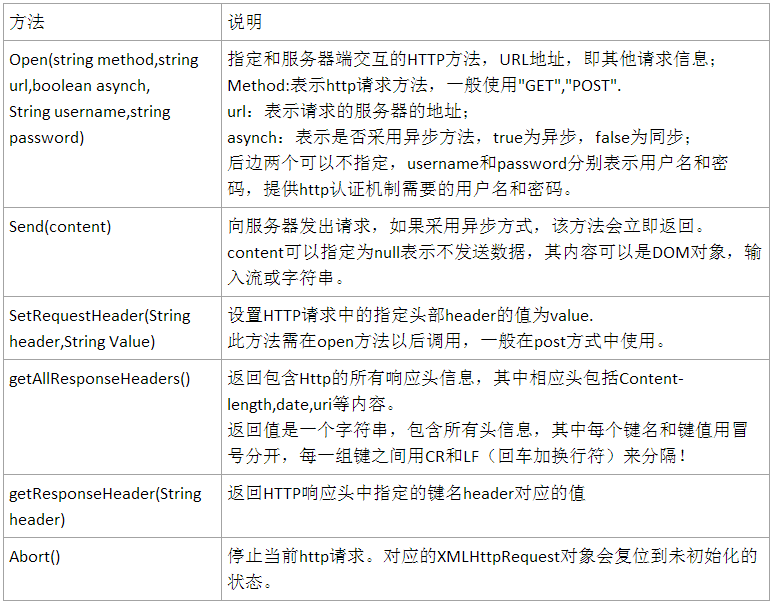 方法
说明
Open(string method,string
url,boolean asynch,
String username,string
password)
指定和服务器端交互的HTTP方法，URL地址，即其他请求信息；
Method:表示http请求方法，一般使用"GET","POST".
url：表示请求的服务器的地址；
asynch：表示是否采用异步方法，true为异步，false为同步；
后边两个可以不指定，username和password分别表示用户名和密
码，提供http认证机制需要的用户名和密码。
Send(content)
向服务器发出请求，如果采用异步方式，该方法会立即返回。
content可以指定为null表示不发送数据，其内容可以是DOM对象，输
入流或字符串。
SetRequestHeader(String
header,String Value)
设置HTTP请求中的指定头部header的值为value.
此方法需在open方法以后调用，一般在post方式中使用。
getAllResponseHeaders()
返回包含Http的所有响应头信息，其中相应头包括Content-
length,date,uri等内容。
返回值是一个字符串，包含所有头信息，其中每个键名和键值用冒
号分开，每一组键之间用CR和LF（回车加换行符）来分隔！
getResponseHeader(String
header)
返回HTTP响应头中指定的键名header对应的值
Abort()
停止当前http请求。对应的XMLHttpRequest对象会复位到未初始化的
状态。